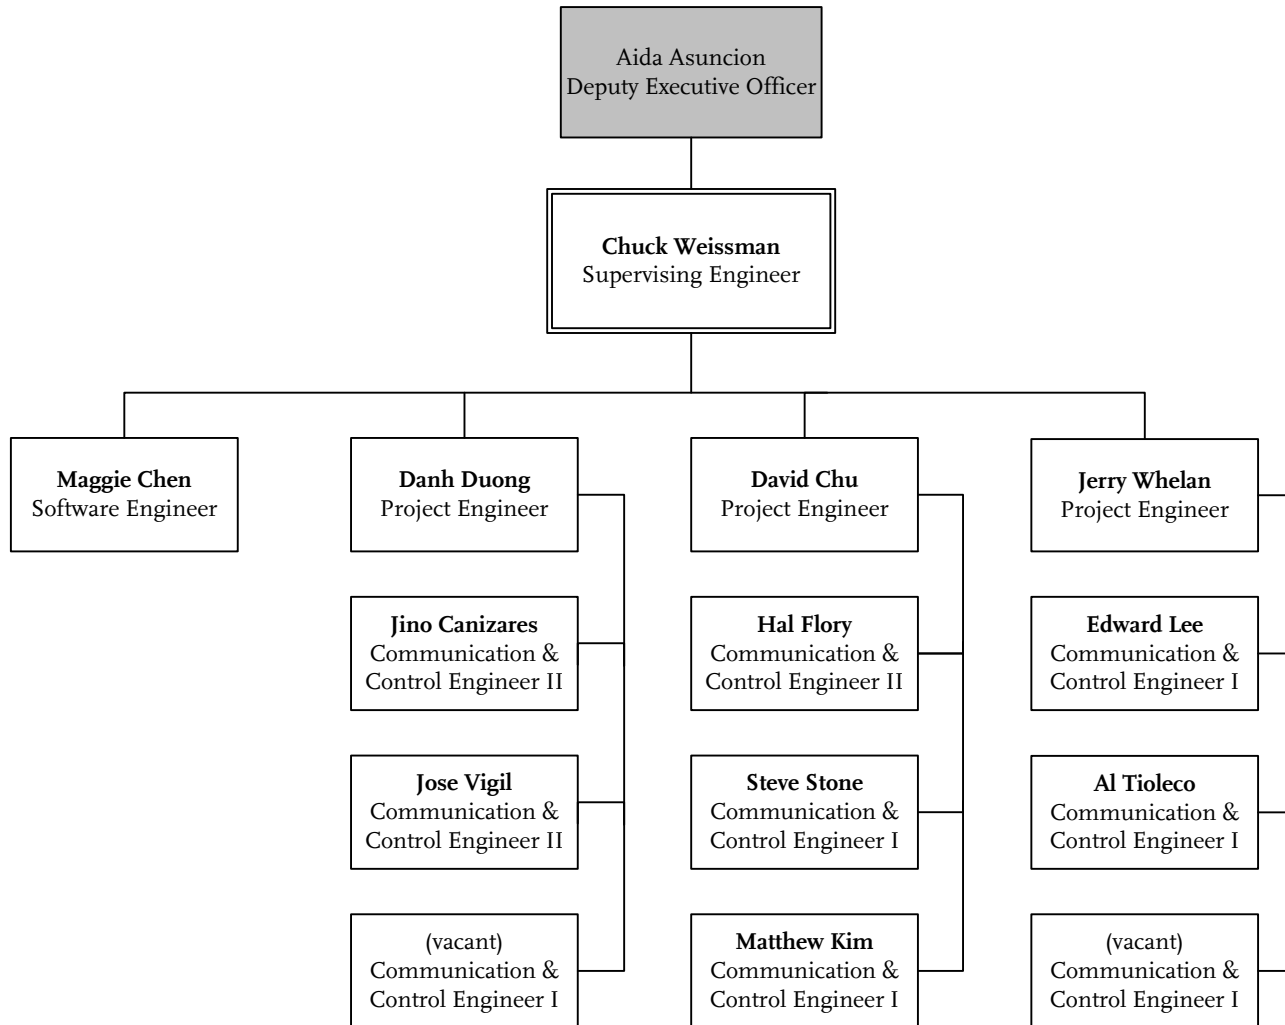 Aida Asuncion
Deputy Executive Officer
Chuck Weissman
Supervising Engineer
Maggie Chen
Software Engineer
Danh Duong
Project Engineer
David Chu
Project Engineer
Jerry Whelan
Project Engineer
Jino Canizares
Communication &
Control Engineer II
Hal Flory
Communication &
Control Engineer II
Edward Lee
Communication &
Control Engineer I
Jose Vigil
Communication &
Control Engineer II
Steve Stone
Communication &
Control Engineer I
Al Tioleco
Communication &
Control Engineer I
(vacant)
Communication &
Control Engineer I
Matthew Kim
Communication &
Control Engineer I
(vacant)
Communication &
Control Engineer I